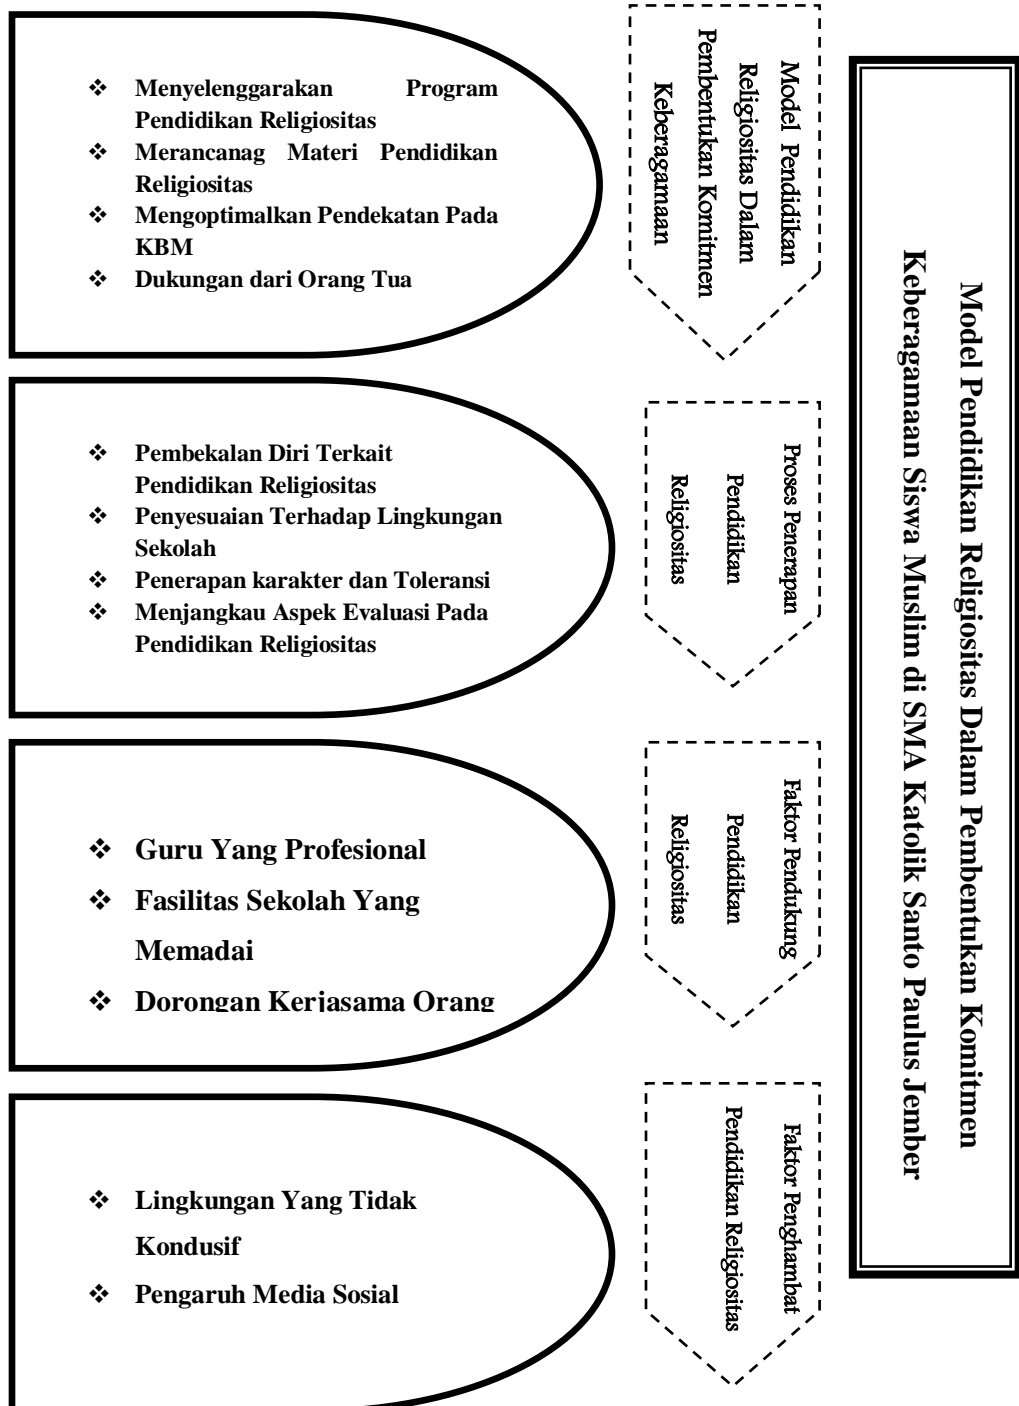 Model Pendidikan Religiositas Dalam Pembentukan Komitmen
Keberagamaan Siswa Muslim di SMA Katolik Santo Paulus Jember
Model Pendidikan
Religiositas Dalam
Pembentukan Komitmen
Keberagamaan
❖ Menyelenggarakan Program
Pendidikan Religiositas
❖ Merancanag Materi Pendidikan
Religiositas
❖ Mengoptimalkan Pendekatan Pada
KBM
❖ Dukungan dari Orang Tua
Proses Penerapan
Pendidikan
Religiositas
❖ Pembekalan Diri Terkait
Pendidikan Religiositas
❖ Penyesuaian Terhadap Lingkungan
Sekolah
❖ Penerapan karakter dan Toleransi
❖ Menjangkau Aspek Evaluasi Pada
Pendidikan Religiositas
Faktor Pendukung
Pendidikan
Religiositas
❖ Guru Yang Profesional
❖ Fasilitas Sekolah Yang
Memadai
❖ Dorongan Kerjasama Orang
Faktor Penghambat
Pendidikan Religiositas
❖ Lingkungan Yang Tidak
Kondusif
❖ Pengaruh Media Sosial